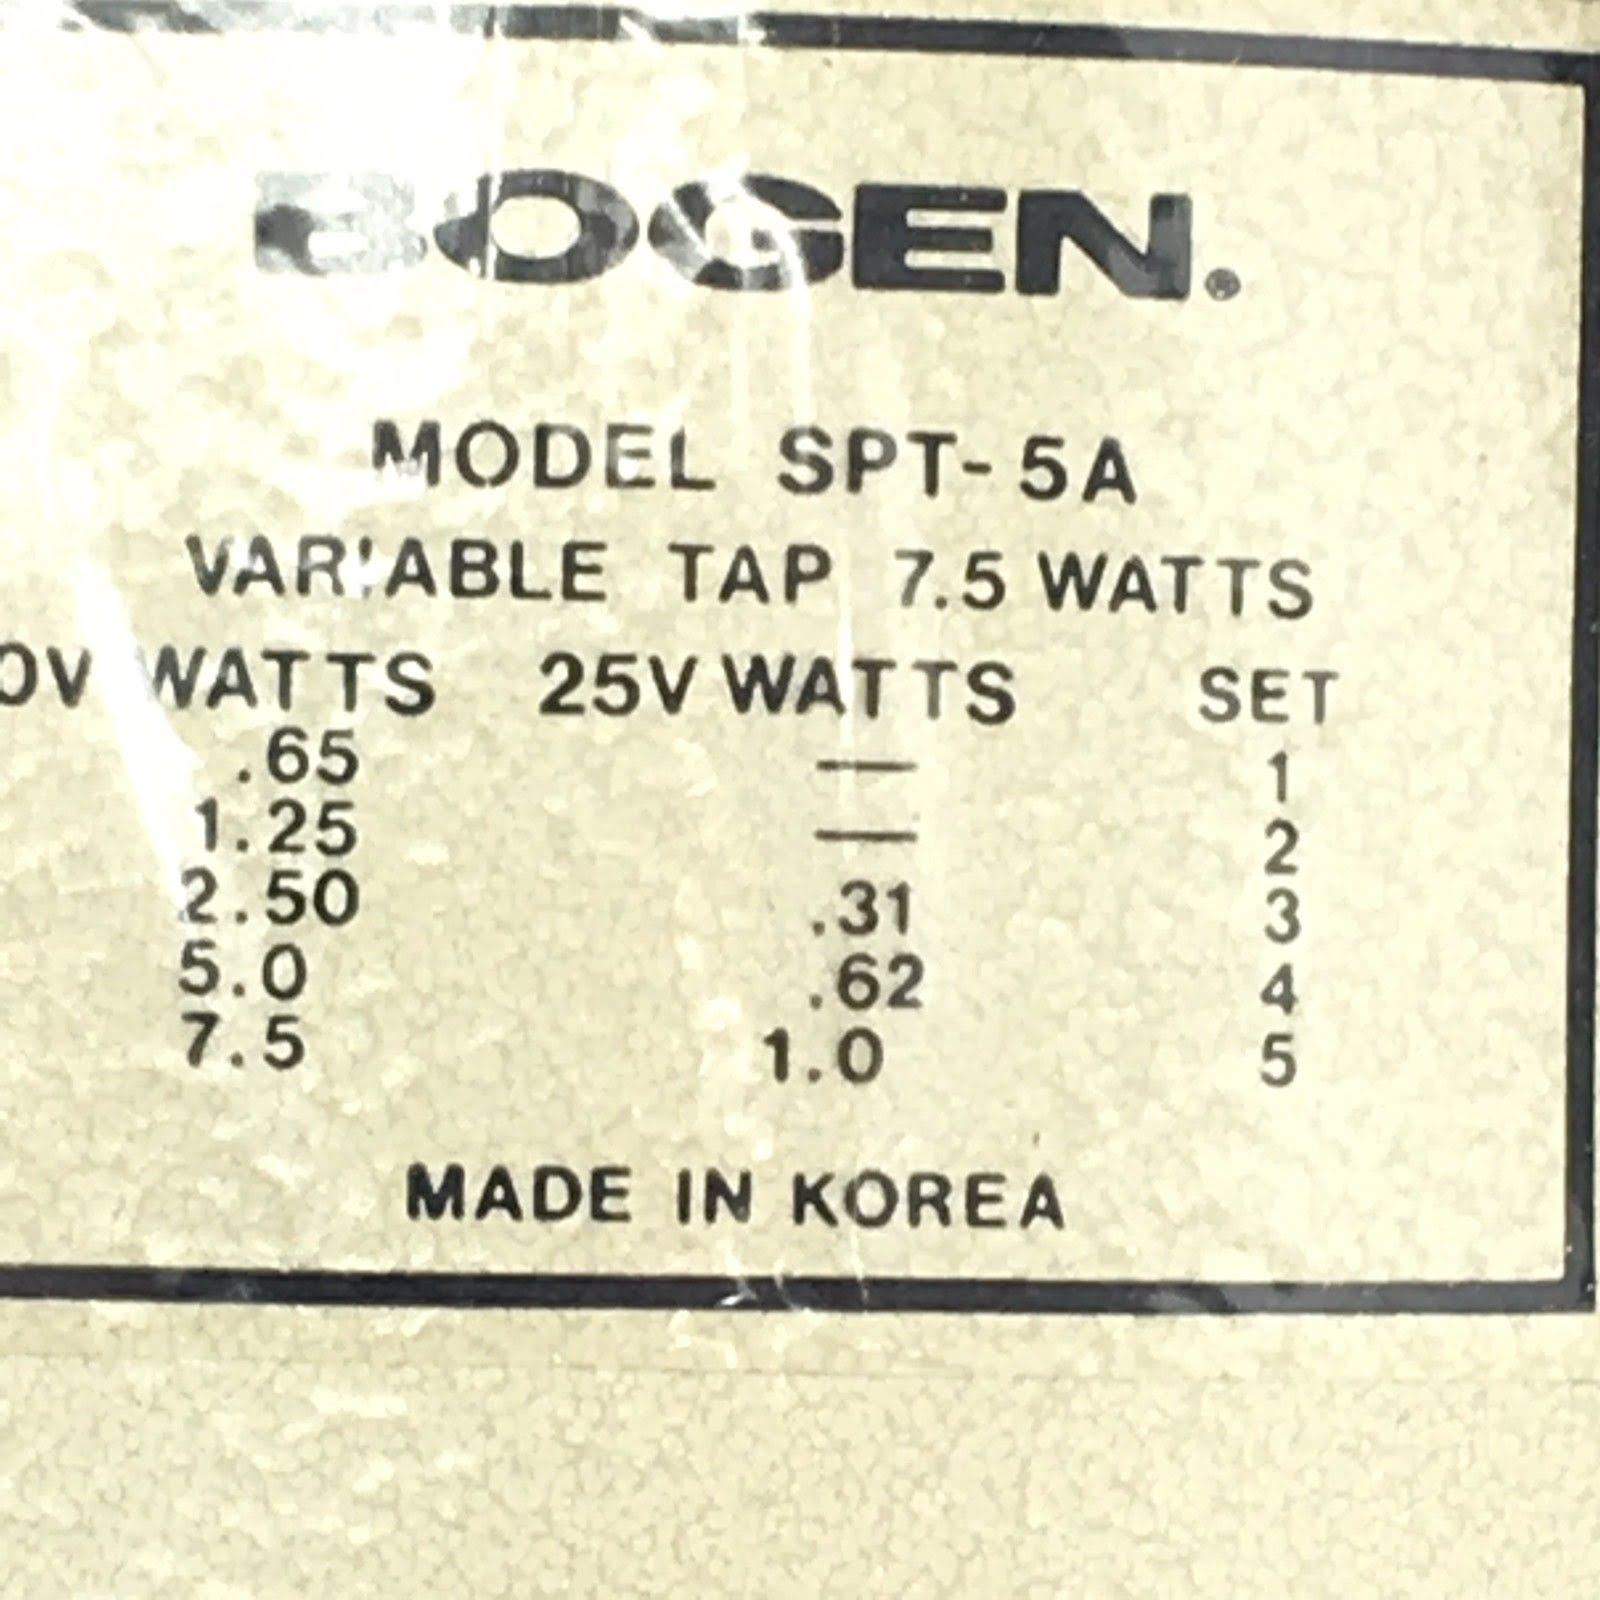 BOGEN®
MODEL SPT-5A
VARIABLE TAP 7.5 WATTS
0V WATTS 25V WATTS SET
.65 — 1
1.25 — 2
2.50 .31 3
5.0 .62 4
7.5 1.0 5
MADE IN KOREA